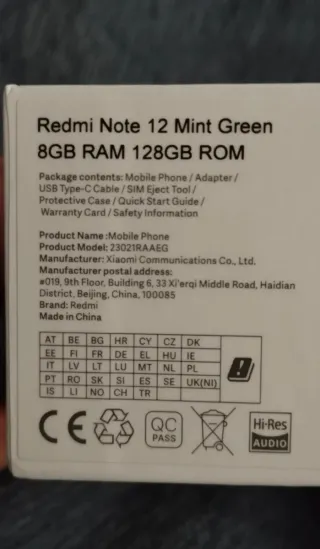 Redmi Note 12 Mint Green
8GB RAM 128GB ROM
Package contents: Mobile Phone / Adapter /
USB Type-C Cable / SIM Eject Tool /
Protective Case / Quick Start Guide /
Warranty Card / Safety Information
Product Name :Mobile Phone
Product Model: 23021RAAEG
Manufacturer: Xiaomi Communications Co., Ltd.
Manufacturer postal address:
#019, 9th Floor, Building 6, 33 Xi'erqi Middle Road, Haidian
District, Beijing, China, 100085
Brand: Redmi
Made in China
AT BE BG HR CY CZ DK
EE FI FR DE EL HU IE
IT LV LT LU MT NL PL
PT RO SK SI ES SE UK(NI)
IS LI NO CH TR
CE
QC
PASS
Hi-Res
AUDIO